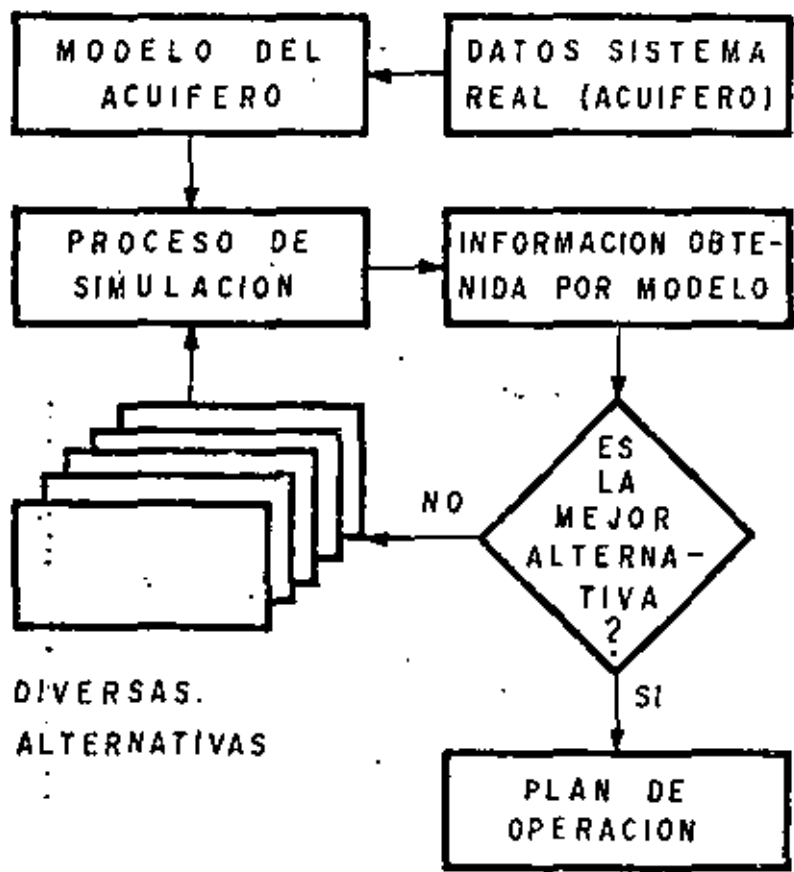 MODELO DEL
ACUIFERO
DATOS SISTEMA
REAL (ACUIFERO)
PROCESO DE
SIMULACION
INFORMACION OBTE-
NIDA POR MODELO
ES
LA
MEJOR
ALTERNA-
TIVA
?
NO
SI
DIVERSAS.
ALTERNATIVAS
PLAN DE
OPERACION